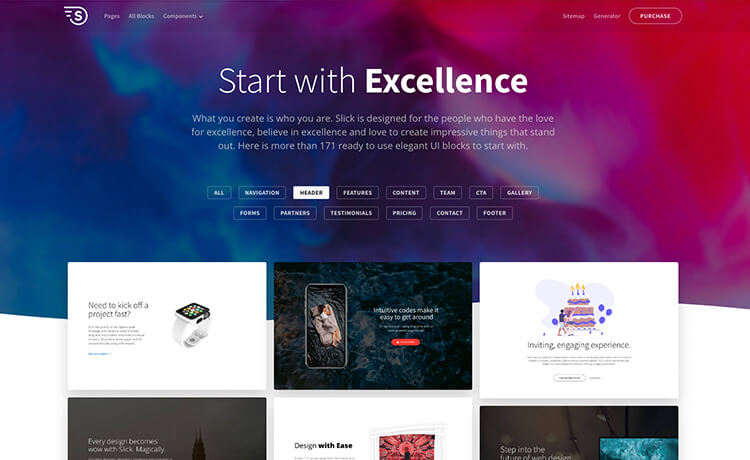 S
Pages All Blocks Components
Sitemap Generator PURCHASE
Start with Excellence
What you create is who you are. Slick is designed for the people who have the love
for excellence, believe in excellence and love to create impressive things that stand
out. Here is more than 171 ready to use elegant UI blocks to start with.
ALL NAVIGATION HEADER FEATURES CONTENT TEAM CTA GALLERY
FORMS PARTNERS TESTIMONIALS PRICING CONTACT FOOTER
Need to kick off a
project fast?
Intuitive codes make it
easy to get around
Inviting, engaging experience.
Every design becomes
wow with Slick. Magically.
Design with Ease
Step into the
future of web design